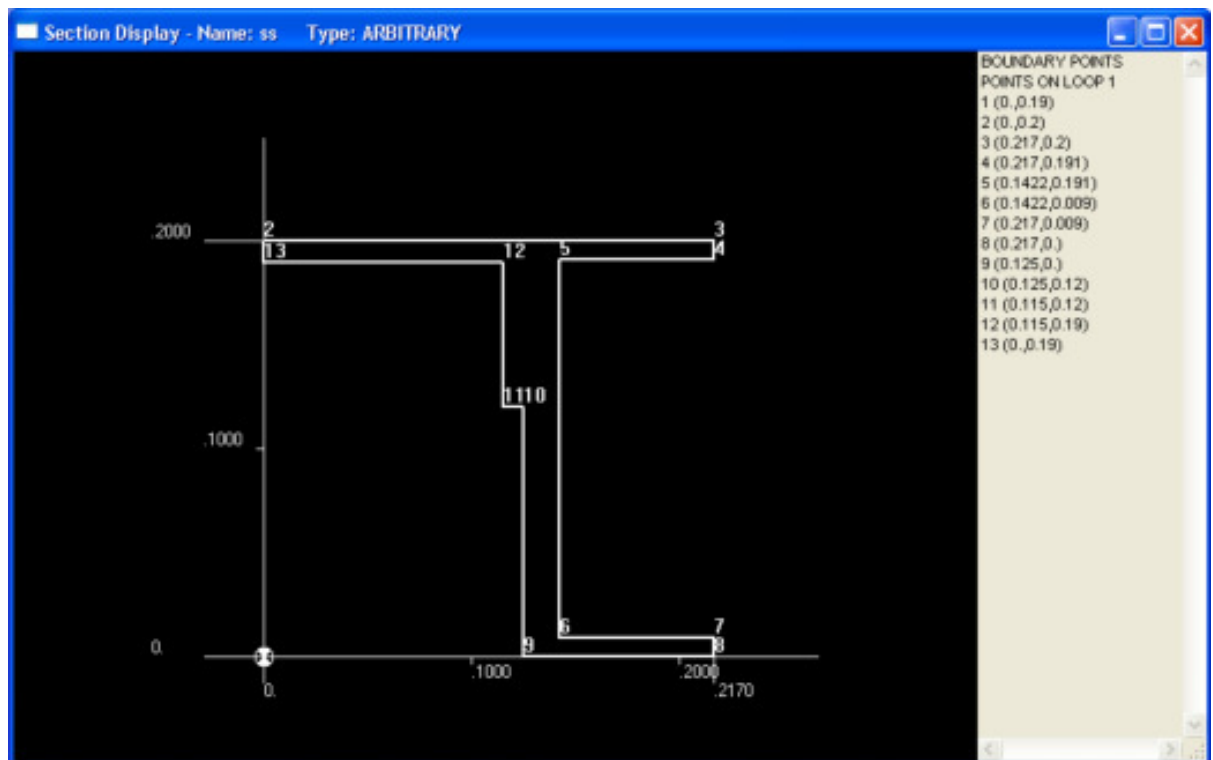 Section Display - Name: ss Type: ARBITRARY
BOUNDARY POINTS
POINTS ON LOOP 1
1 (0.,0.19)
2 (0.,0.2)
3 (0.217,0.2)
4 (0.217,0.191)
5 (0.1422,0.191)
6 (0.1422,0.009)
7 (0.217,0.009)
8 (0.217,0.)
9 (0.125,0.)
10 (0.125,0.12)
11 (0.115,0.12)
12 (0.115,0.19)
13 (0.,0.19)
.2000 2 3
13 12 5 4
1110
.1000
6 7
0. 9 8
0. .1000 .2000
.2170